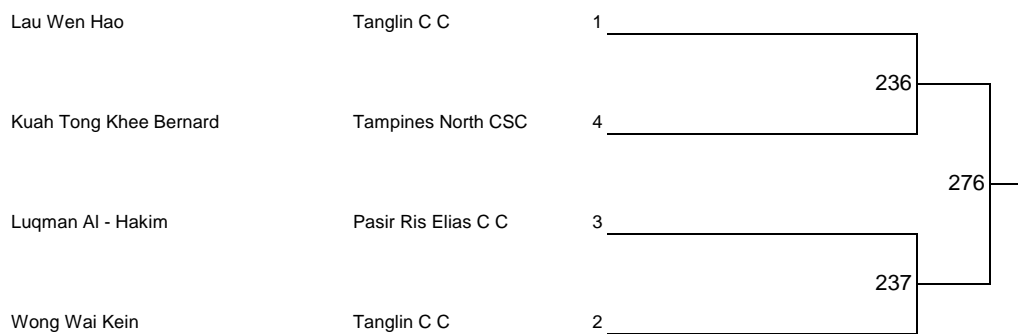 Lau Wen Hao Tanglin C C 1
236
Kuah Tong Khee Bernard Tampines North CSC 4
276
Luqman Al - Hakim Pasir Ris Elias C C 3
237
Wong Wai Kein Tanglin C C 2